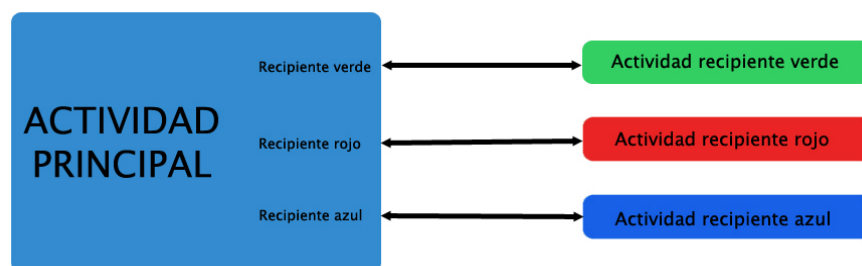 ACTIVIDAD
PRINCIPAL
Recipiente verde
Recipiente rojo
Recipiente azul
Actividad recipiente verde
Actividad recipiente rojo
Actividad recipiente azul